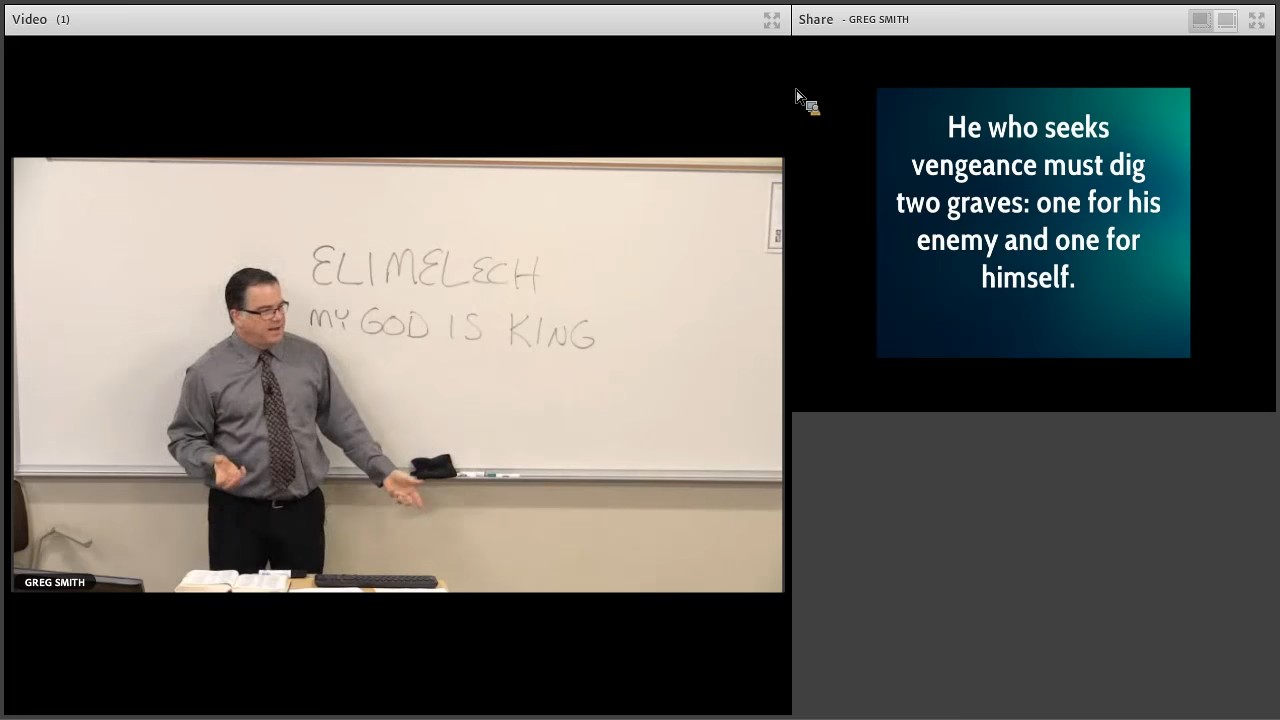 Video (1)
Share - GREG SMITH
He who seeks
vengeance must dig
two graves: one for his
enemy and one for
himself.
ELIMELECH
MY GOD IS KING
GREG SMITH